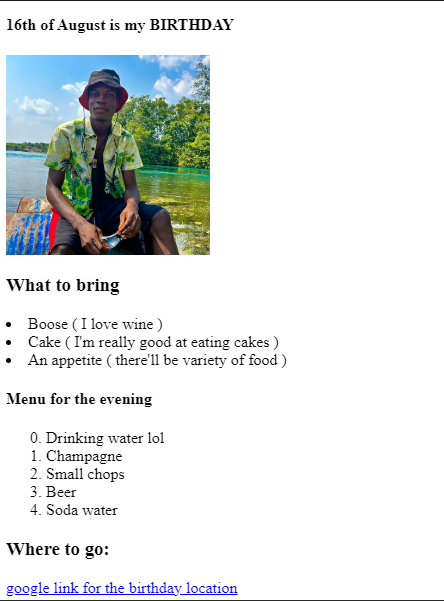 16th of August is my BIRTHDAY
What to bring
• Boose ( I love wine )
• Cake ( I'm really good at eating cakes )
• An appetite ( there'll be variety of food )
Menu for the evening
0. Drinking water lol
1. Champagne
2. Small chops
3. Beer
4. Soda water
Where to go:
google link for the birthday location